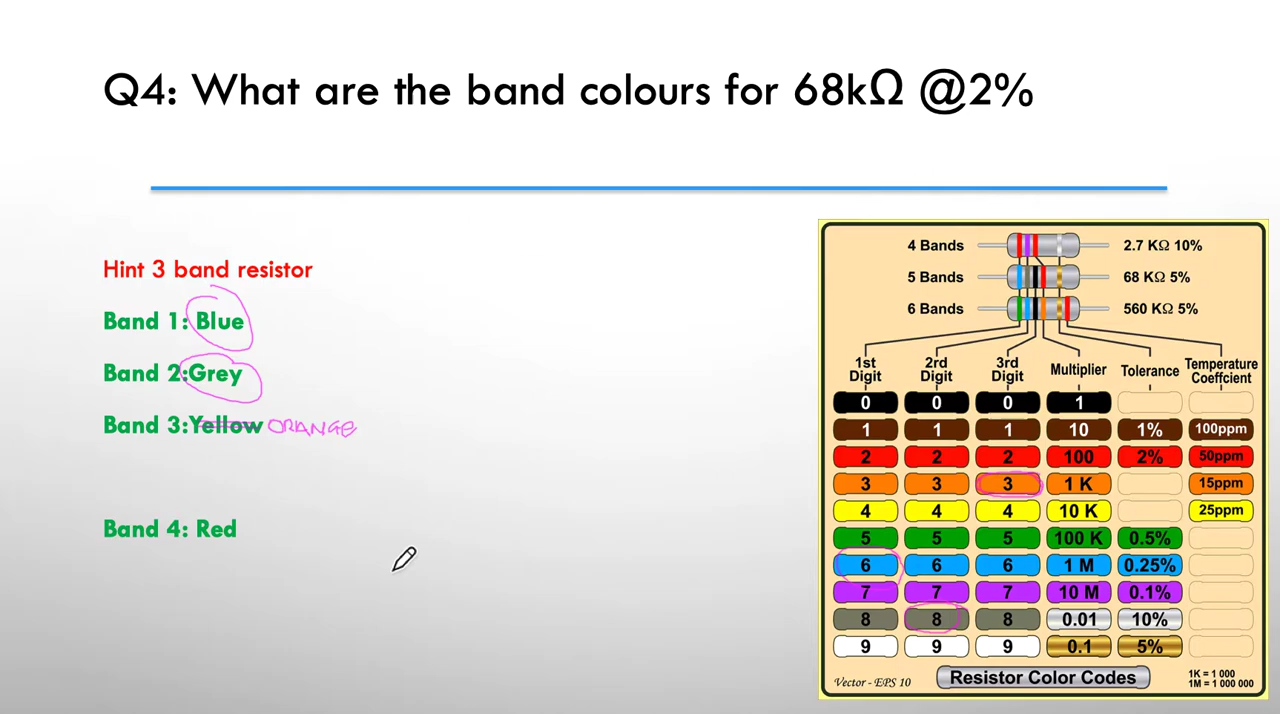 Q4: What are the band colours for 68kΩ @2%
Hint 3 band resistor
Band 1: Blue
Band 2:Grey
Band 3:Yellow ORANGE
Band 4: Red
4 Bands 2.7 KΩ 10%
5 Bands 68 KΩ 5%
6 Bands 560 KΩ 5%
1st Digit 2rd Digit 3rd Digit Multiplier Tolerance Temperature Coeffcient
0 0 0 1
1 1 1 10 1% 100ppm
2 2 2 100 2% 50ppm
3 3 3 1 K 15ppm
4 4 4 10 K 25ppm
5 5 5 100 K 0.5%
6 6 6 1 M 0.25%
7 7 7 10 M 0.1%
8 8 8 0.01 10%
9 9 9 0.1 5%
Vector - EPS 10 Resistor Color Codes 1K = 1 000
1M = 1 000 000